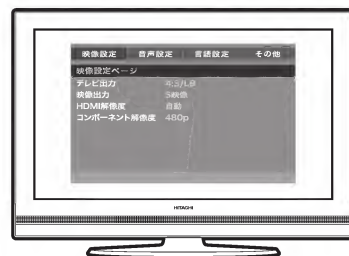 映像設定 音声設定 言語設定 その他
映像設定ページ
テレビ出力 4:3/LB
映像出力 S映像
HDMI解像度 自動
コンポーネント解像度 480p
HITACHI